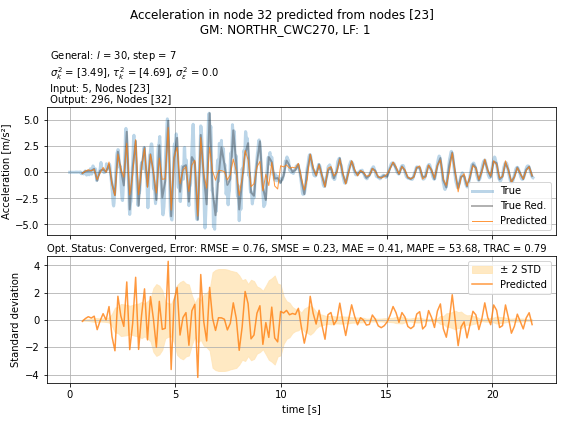 Acceleration in node 32 predicted from nodes [23]
GM: NORTHR_CWC270, LF: 1
General: l = 30, step = 7
σ²ₖ = [3.49], τ²ₖ = [4.69], σ²ε = 0.0
Input: 5, Nodes [23]
Output: 296, Nodes [32]
Acceleration [m/s²]
5.0
2.5
0.0
−2.5
−5.0
True
True Red.
Predicted
Opt. Status: Converged, Error: RMSE = 0.76, SMSE = 0.23, MAE = 0.41, MAPE = 53.68, TRAC = 0.79
Standard deviation
4
2
0
−2
−4
± 2 STD
Predicted
0
5
10
15
20
time [s]